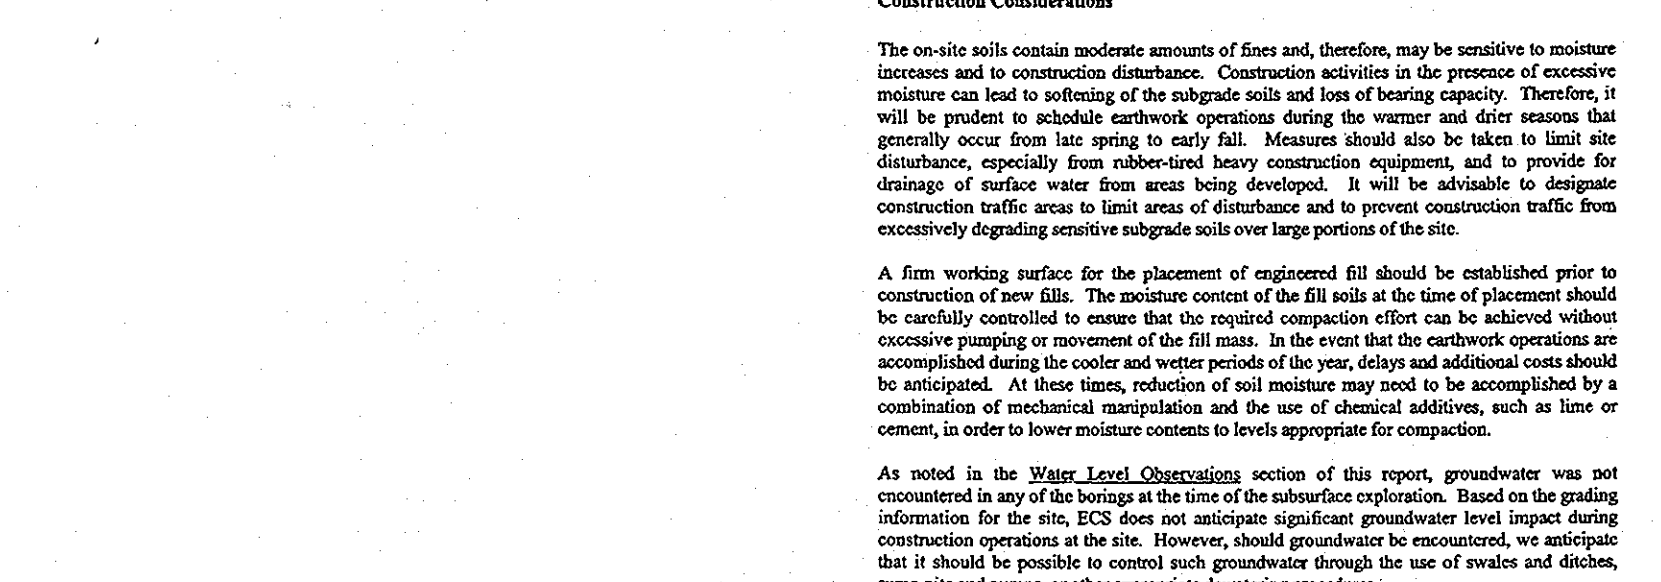 Construction Considerations
The on-site soils contain moderate amounts of fines and, therefore, may be sensitive to moisture
increases and to construction disturbance. Construction activities in the presence of excessive
moisture can lead to softening of the subgrade soils and loss of bearing capacity. Therefore, it
will be prudent to schedule earthwork operations during the warmer and drier seasons that
generally occur from late spring to early fall. Measures should also be taken to limit site
disturbance, especially from rubber-tired heavy construction equipment, and to provide for
drainage of surface water from areas being developed. It will be advisable to designate
construction traffic areas to limit areas of disturbance and to prevent construction traffic from
excessively degrading sensitive subgrade soils over large portions of the site.
A firm working surface for the placement of engineered fill should be established prior to
construction of new fills. The moisture content of the fill soils at the time of placement should
be carefully controlled to ensure that the required compaction effort can be achieved without
excessive pumping or movement of the fill mass. In the event that the earthwork operations are
accomplished during the cooler and wetter periods of the year, delays and additional costs should
be anticipated. At these times, reduction of soil moisture may need to be accomplished by a
combination of mechanical manipulation and the use of chemical additives, such as lime or
cement, in order to lower moisture contents to levels appropriate for compaction.
As noted in the Water Level Observations section of this report, groundwater was not
encountered in any of the borings at the time of the subsurface exploration. Based on the grading
information for the site, ECS does not anticipate significant groundwater level impact during
construction operations at the site. However, should groundwater be encountered, we anticipate
that it should be possible to control such groundwater through the use of swales and ditches,